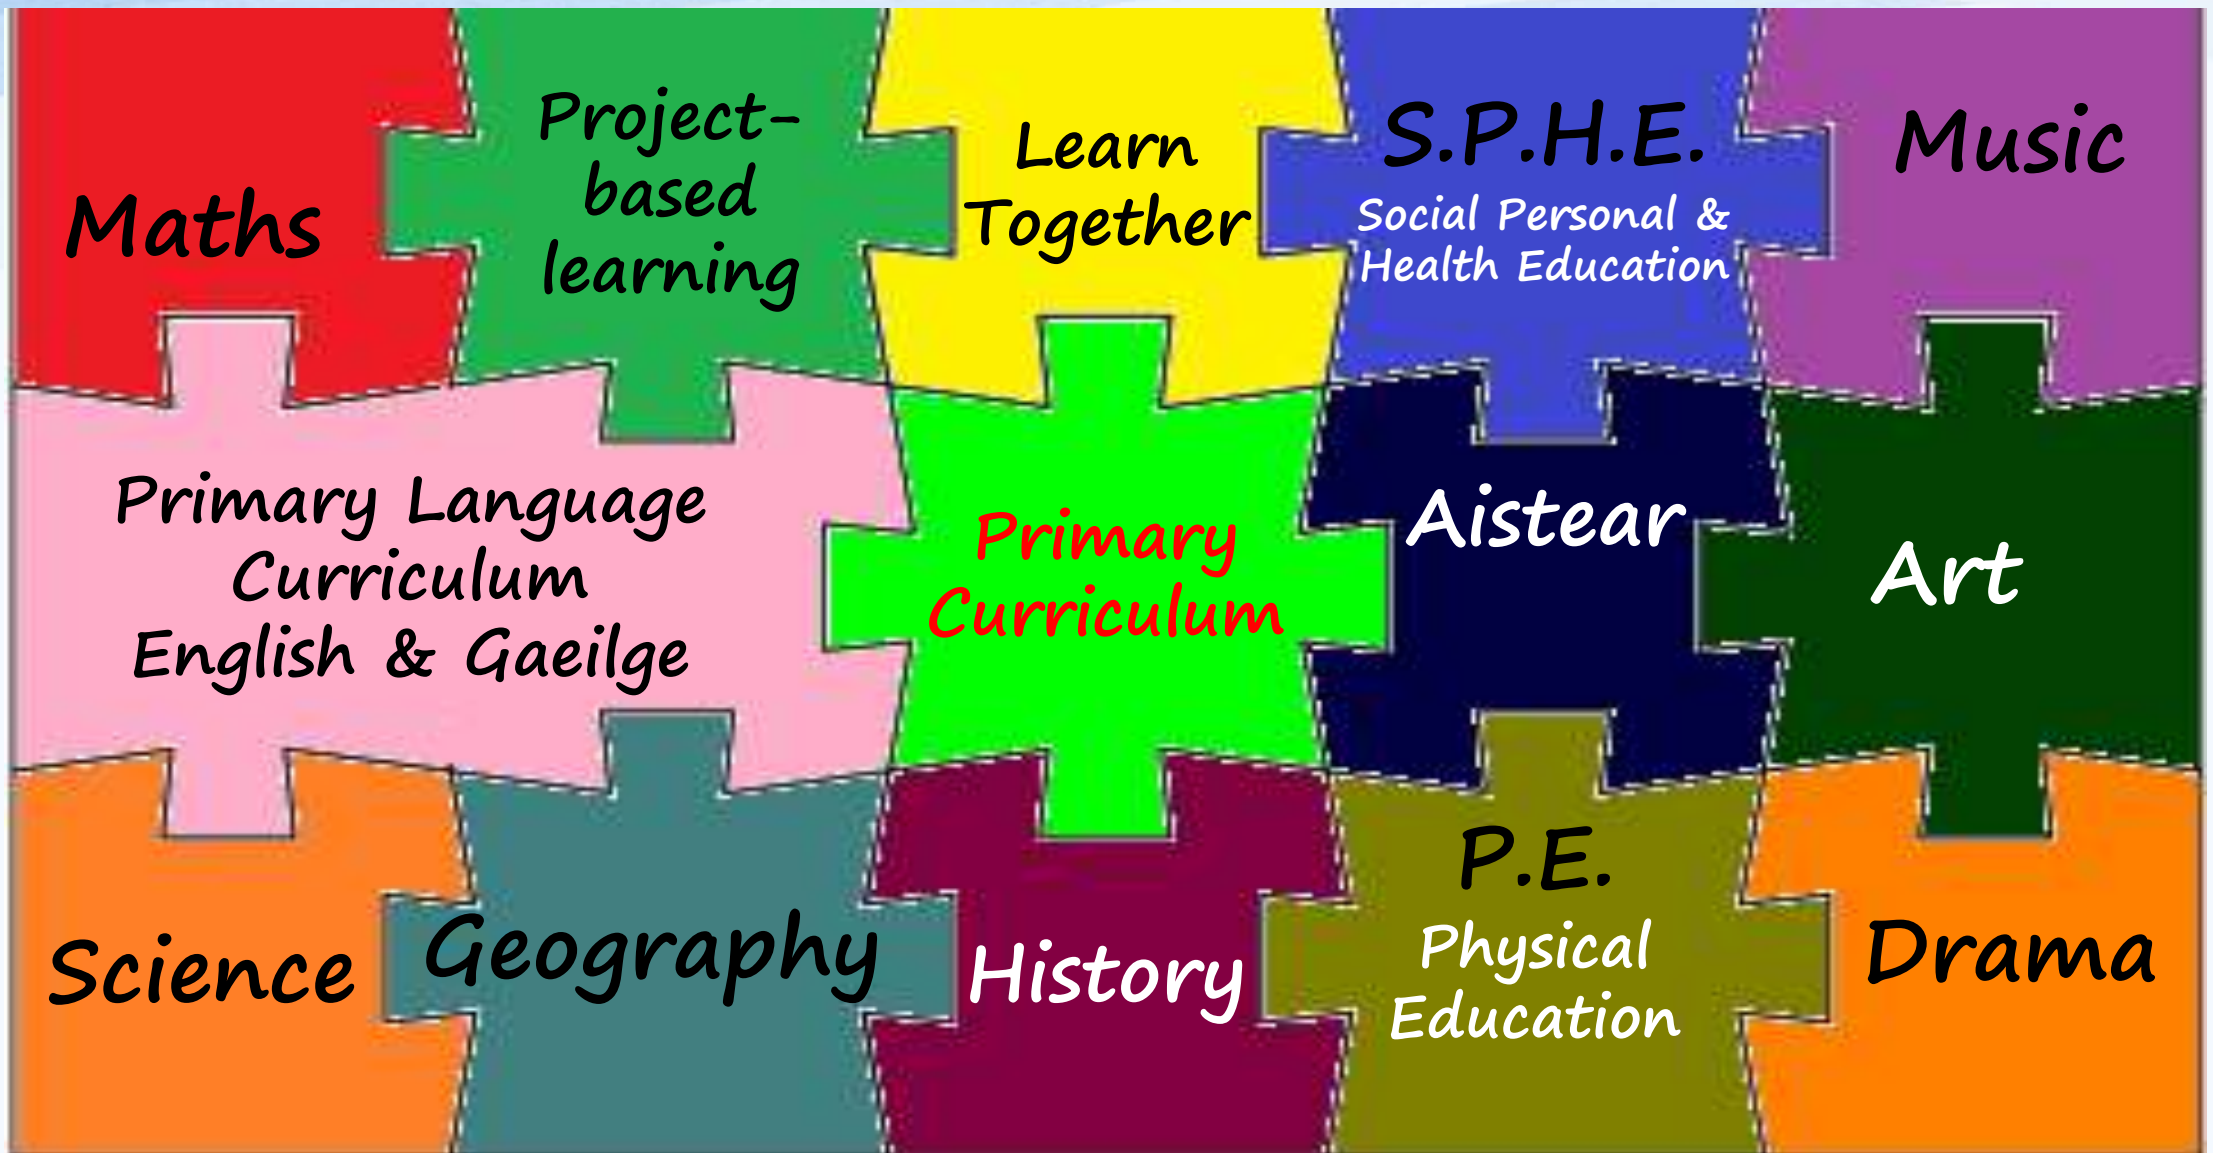 Maths
Project-
based
learning
Learn
Together
S.P.H.E.
Social Personal &
Health Education
Music
Primary Language
Curriculum
English & Gaeilge
Primary
Curriculum
Aistear
Art
Science
Geography
History
P.E.
Physical
Education
Drama